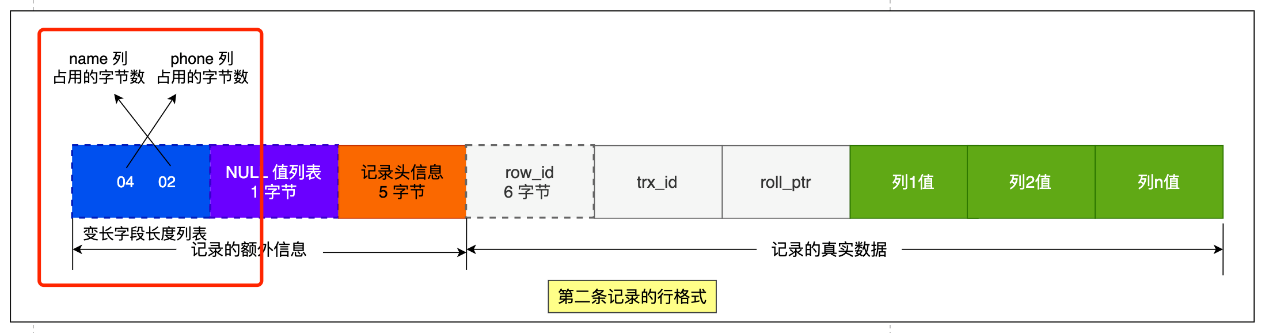 name 列
占用的字节数
phone 列
占用的字节数
04
02
NULL 值列表
1 字节
记录头信息
5 字节
row_id
6 字节
trx_id
roll_ptr
列1值
列2值
列n值
变长字段长度列表
记录的额外信息
记录的真实数据
第二条记录的行格式